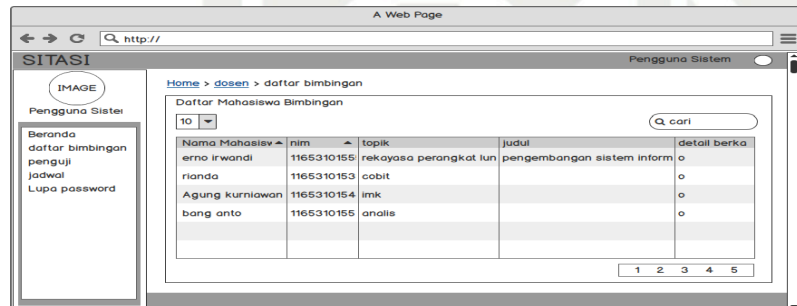 A Web Page
http://
SITASI Pengguna Sistem
IMAGE
Pengguna Sister
Home > dosen > daftar bimbingan
Daftar Mahasiswa Bimbingan
10 cari
Beranda
daftar bimbingan
penguji
jadwal
Lupa password
Nama Mahasisv nim topik judul detail berka
erno irwandi 1165310155 rekayasa perangkat lun pengembangan sistem inform o
rianda 1165310153 cobit o
Agung kurniawan 1165310154 imk o
bang anto 1165310155 analis o
1 2 3 4 5